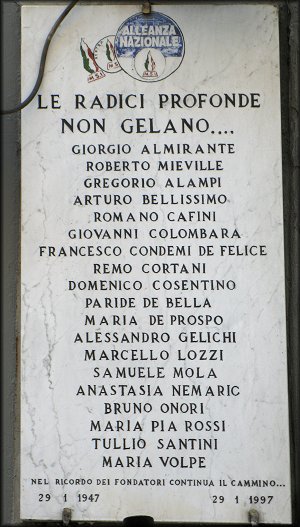 ALLEANZA
NAZIONALE
M.S.I.
M.S.I.
M.S.I.
LE RADICI PROFONDE
NON GELANO....
GIORGIO ALMIRANTE
ROBERTO MIEVILLE
GREGORIO ALAMPI
ARTURO BELLISSIMO
ROMANO CAFINI
GIOVANNI COLOMBARA
FRANCESCO CONDEMI DE FELICE
REMO CORTANI
DOMENICO COSENTINO
PARIDE DE BELLA
MARIA DE PROSPO
ALESSANDRO GELICHI
MARCELLO LOZZI
SAMUELE MOLA
ANASTASIA NEMARIC
BRUNO ONORI
MARIA PIA ROSSI
TULLIO SANTINI
MARIA VOLPE
NEL RICORDO DEI FONDATORI CONTINUA IL CAMMINO...
29 1 1947 29 1 1997